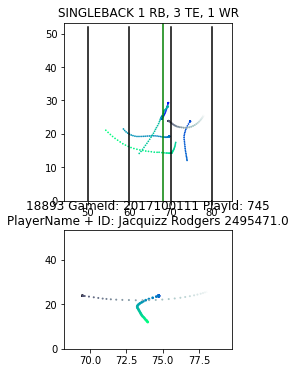 SINGLEBACK 1 RB, 3 TE, 1 WR
50
40
30
20
10
0
50 60 70 80
18893 GameId: 2017100111 PlayId: 745
PlayerName + ID: Jacquizz Rodgers 2495471.0
40
20
0
70.0 72.5 75.0 77.5